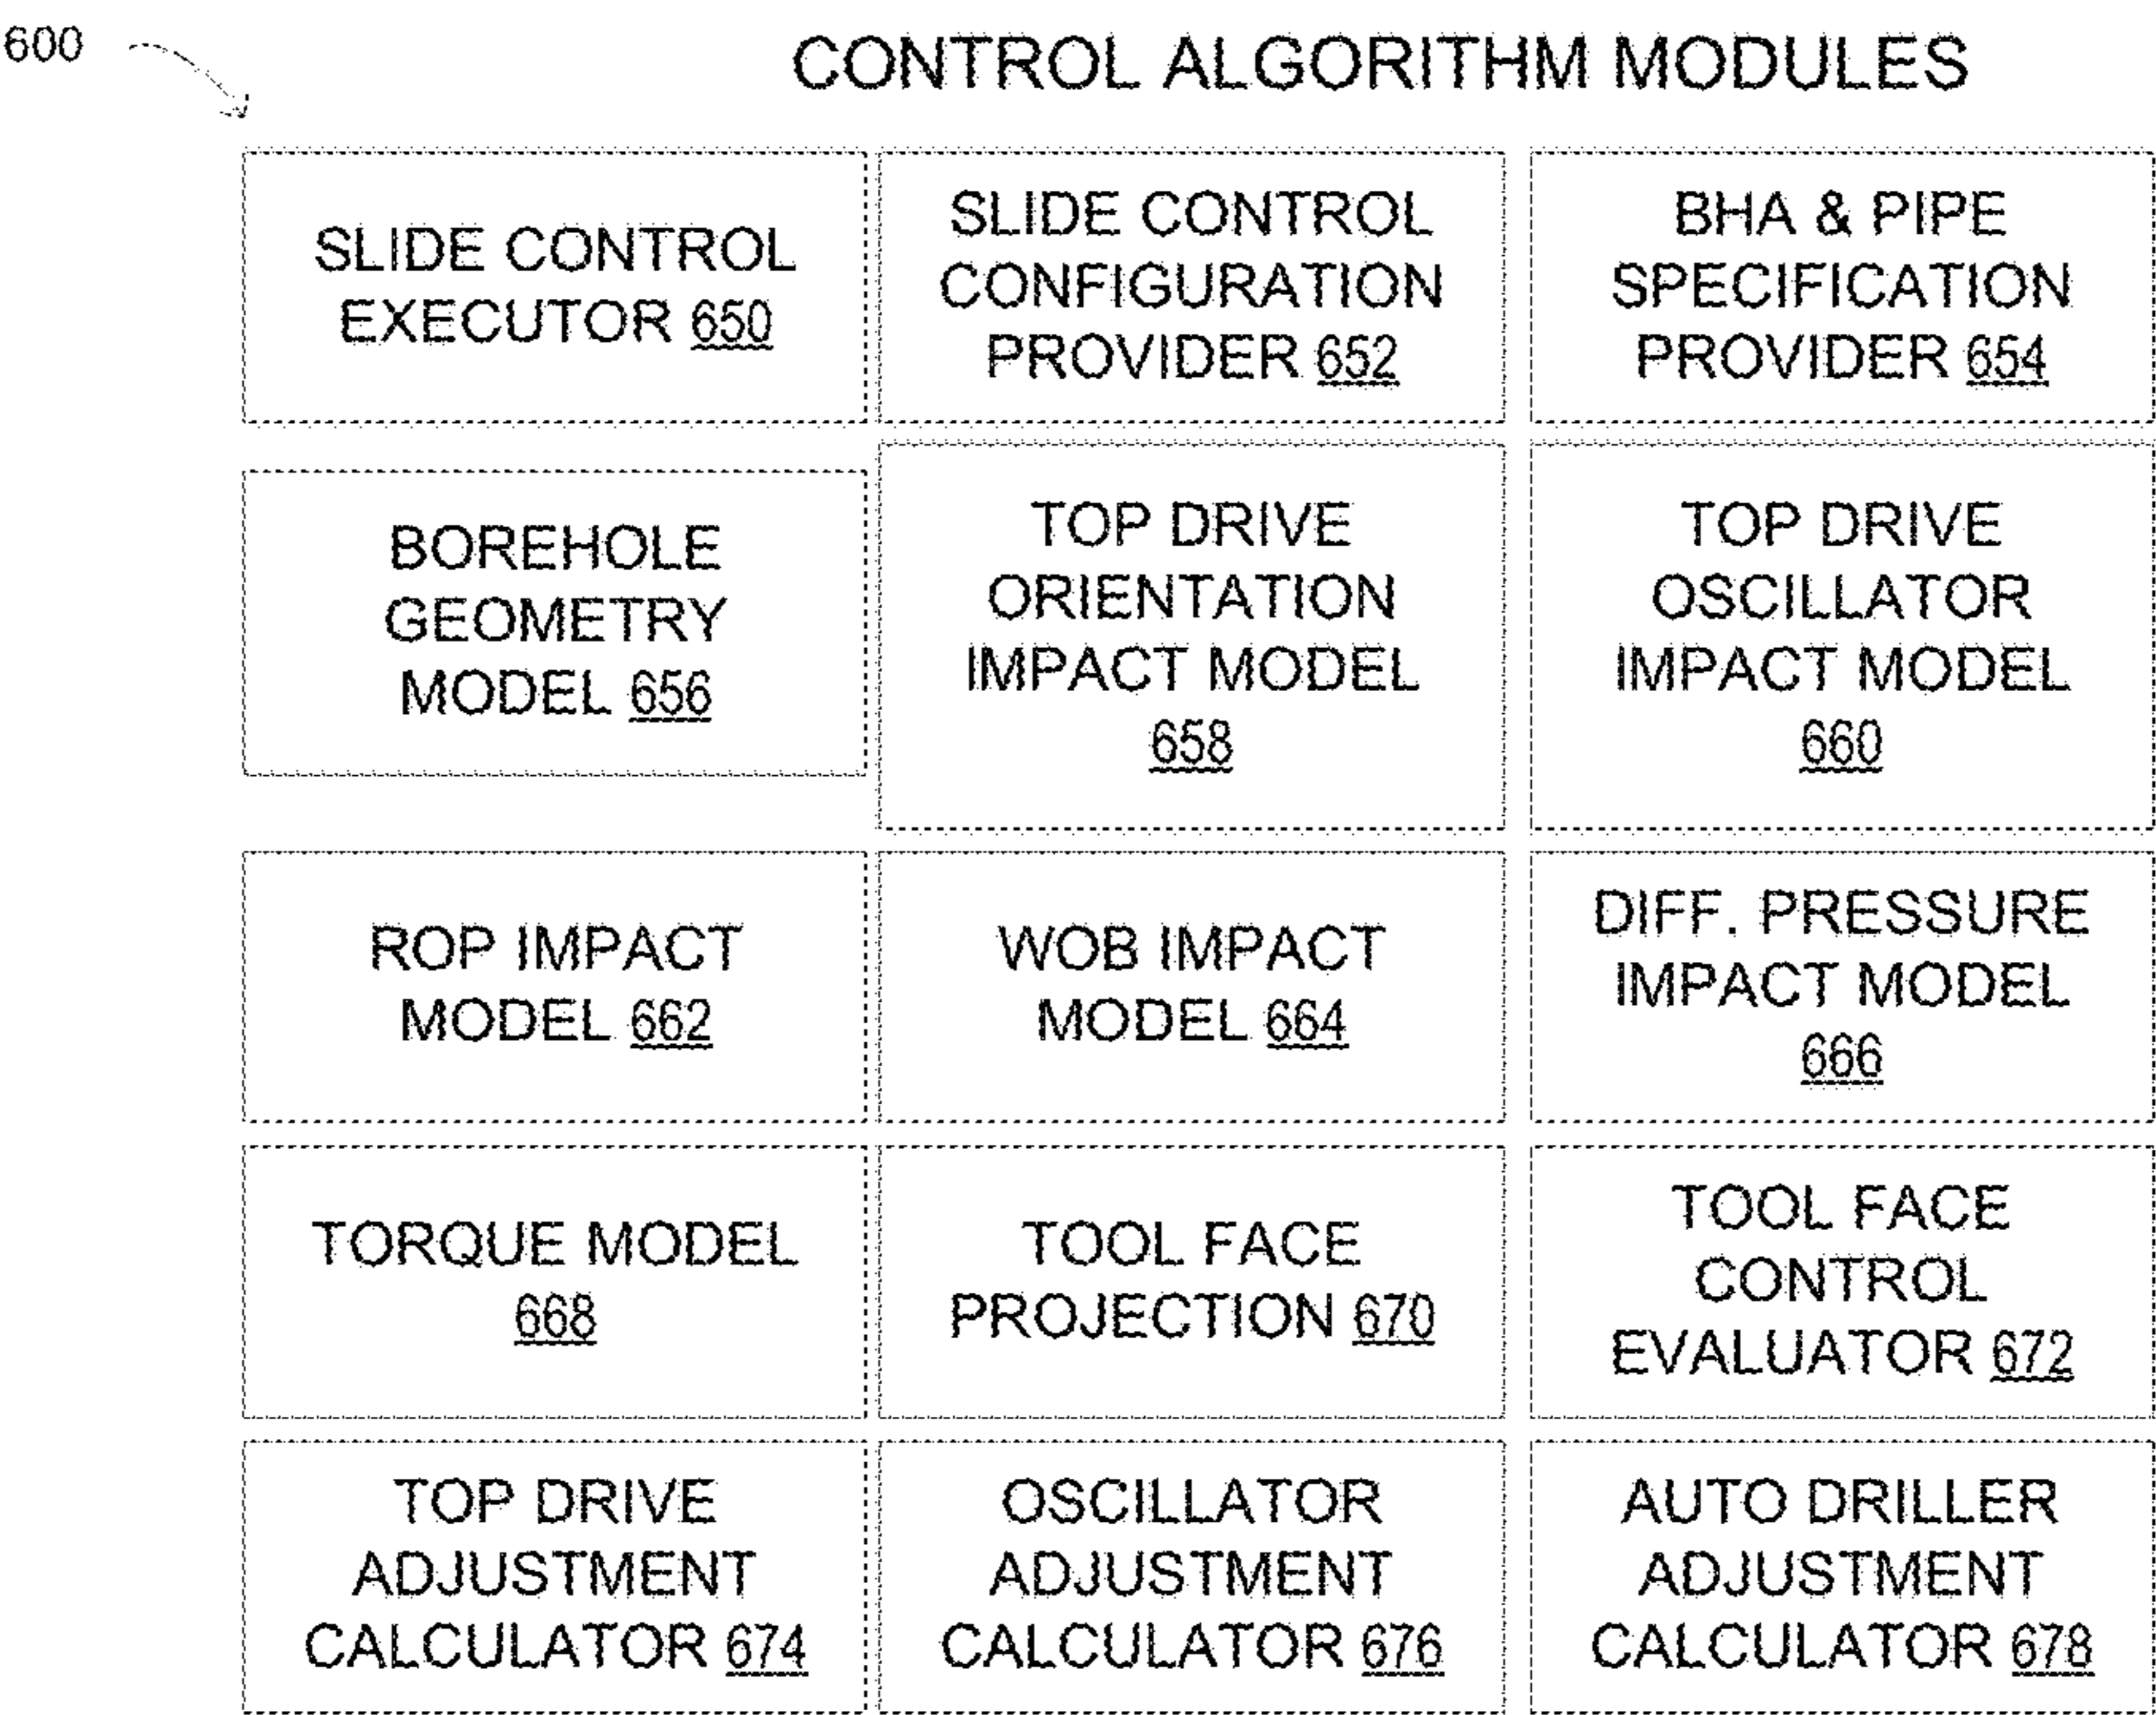 600
CONTROL ALGORITHM MODULES
SLIDE CONTROL
EXECUTOR 650
SLIDE CONTROL
CONFIGURATION
PROVIDER 652
BHA & PIPE
SPECIFICATION
PROVIDER 654
BOREHOLE
GEOMETRY
MODEL 656
TOP DRIVE
ORIENTATION
IMPACT MODEL
658
TOP DRIVE
OSCILLATOR
IMPACT MODEL
660
ROP IMPACT
MODEL 662
WOB IMPACT
MODEL 664
DIFF. PRESSURE
IMPACT MODEL
666
TORQUE MODEL
668
TOOL FACE
PROJECTION 670
TOOL FACE
CONTROL
EVALUATOR 672
TOP DRIVE
ADJUSTMENT
CALCULATOR 674
OSCILLATOR
ADJUSTMENT
CALCULATOR 676
AUTO DRILLER
ADJUSTMENT
CALCULATOR 678